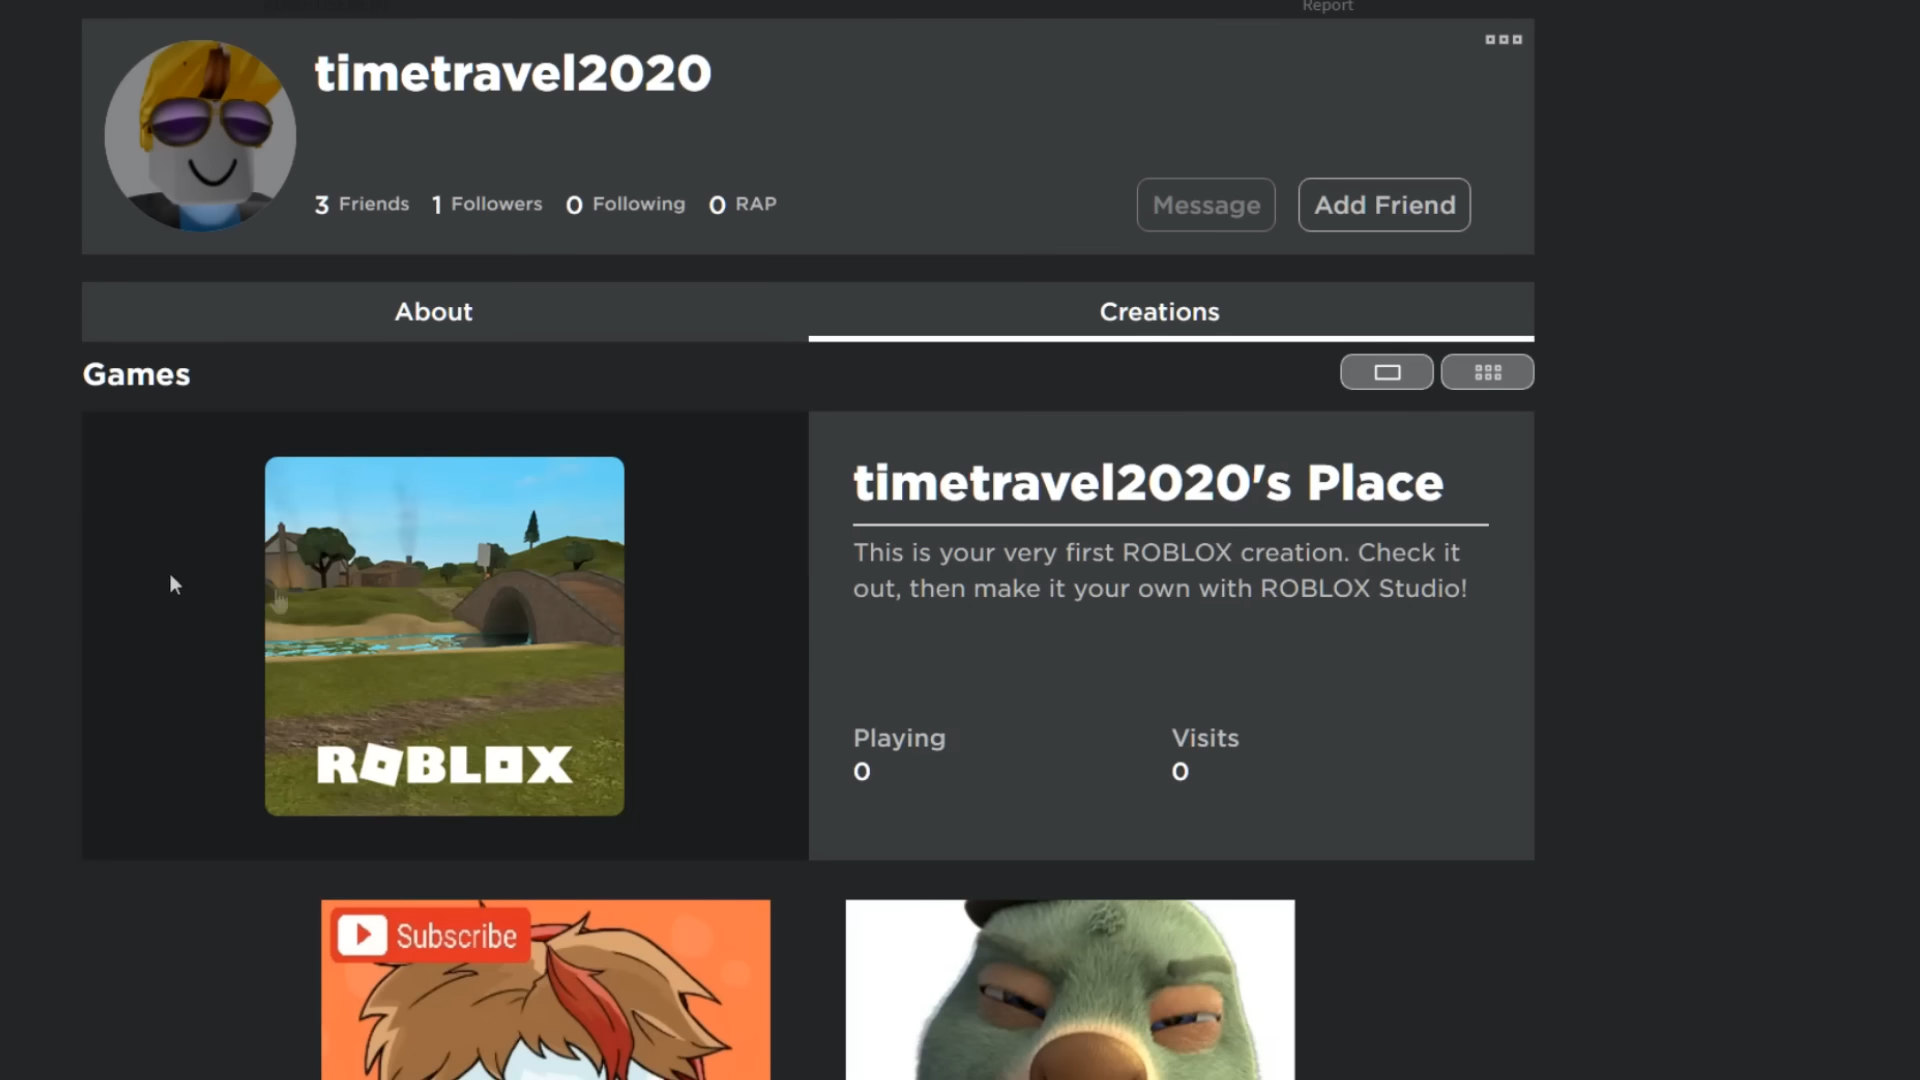 Report
timetravel2020
3 Friends 1 Followers 0 Following 0 RAP
Message Add Friend
About Creations
Games
timetravel2020's Place
This is your very first ROBLOX creation. Check it
out, then make it your own with ROBLOX Studio!
ROBLOX
Playing Visits
0 0
Subscribe